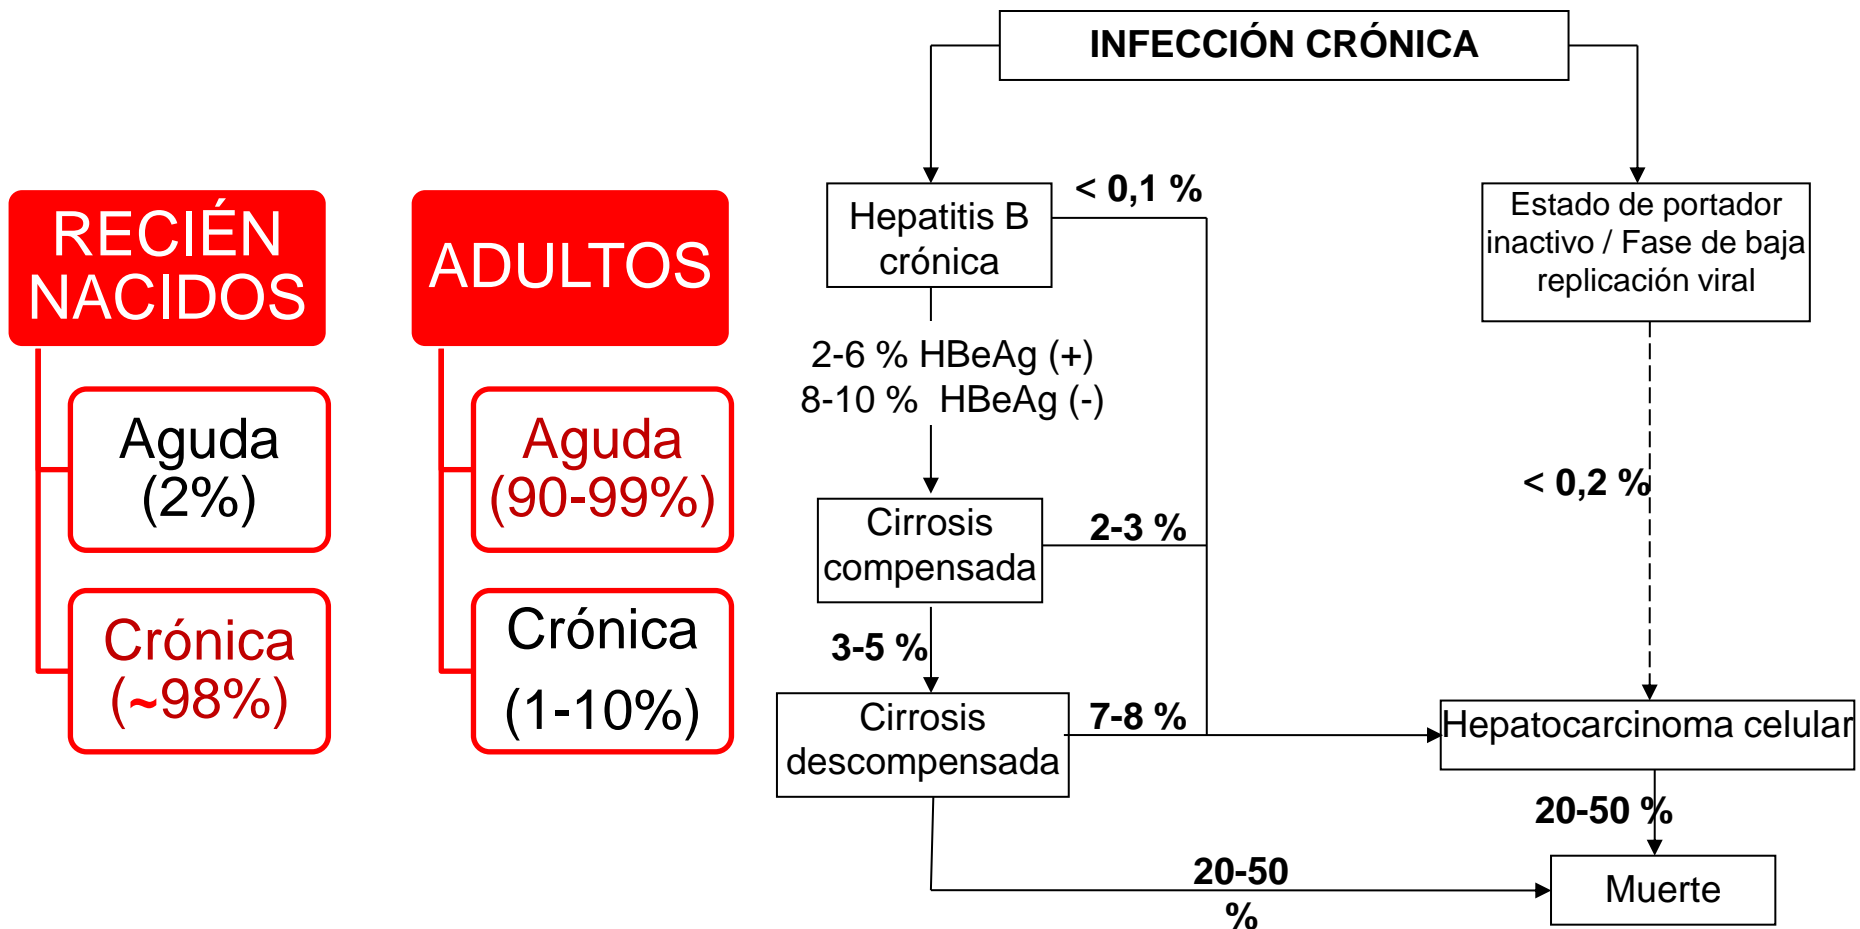 RECIÉN
NACIDOS
Aguda
(2%)
Crónica
(~98%)
ADULTOS
Aguda
(90-99%)
Crónica
(1-10%)
INFECCIÓN CRÓNICA
Hepatitis B
crónica
< 0,1 %
Estado de portador
inactivo / Fase de baja
replicación viral
2-6 % HBeAg (+)
8-10 % HBeAg (-)
< 0,2 %
Cirrosis
compensada
2-3 %
3-5 %
Cirrosis
descompensada
7-8 %
Hepatocarcinoma celular
20-50 %
20-50
%
Muerte